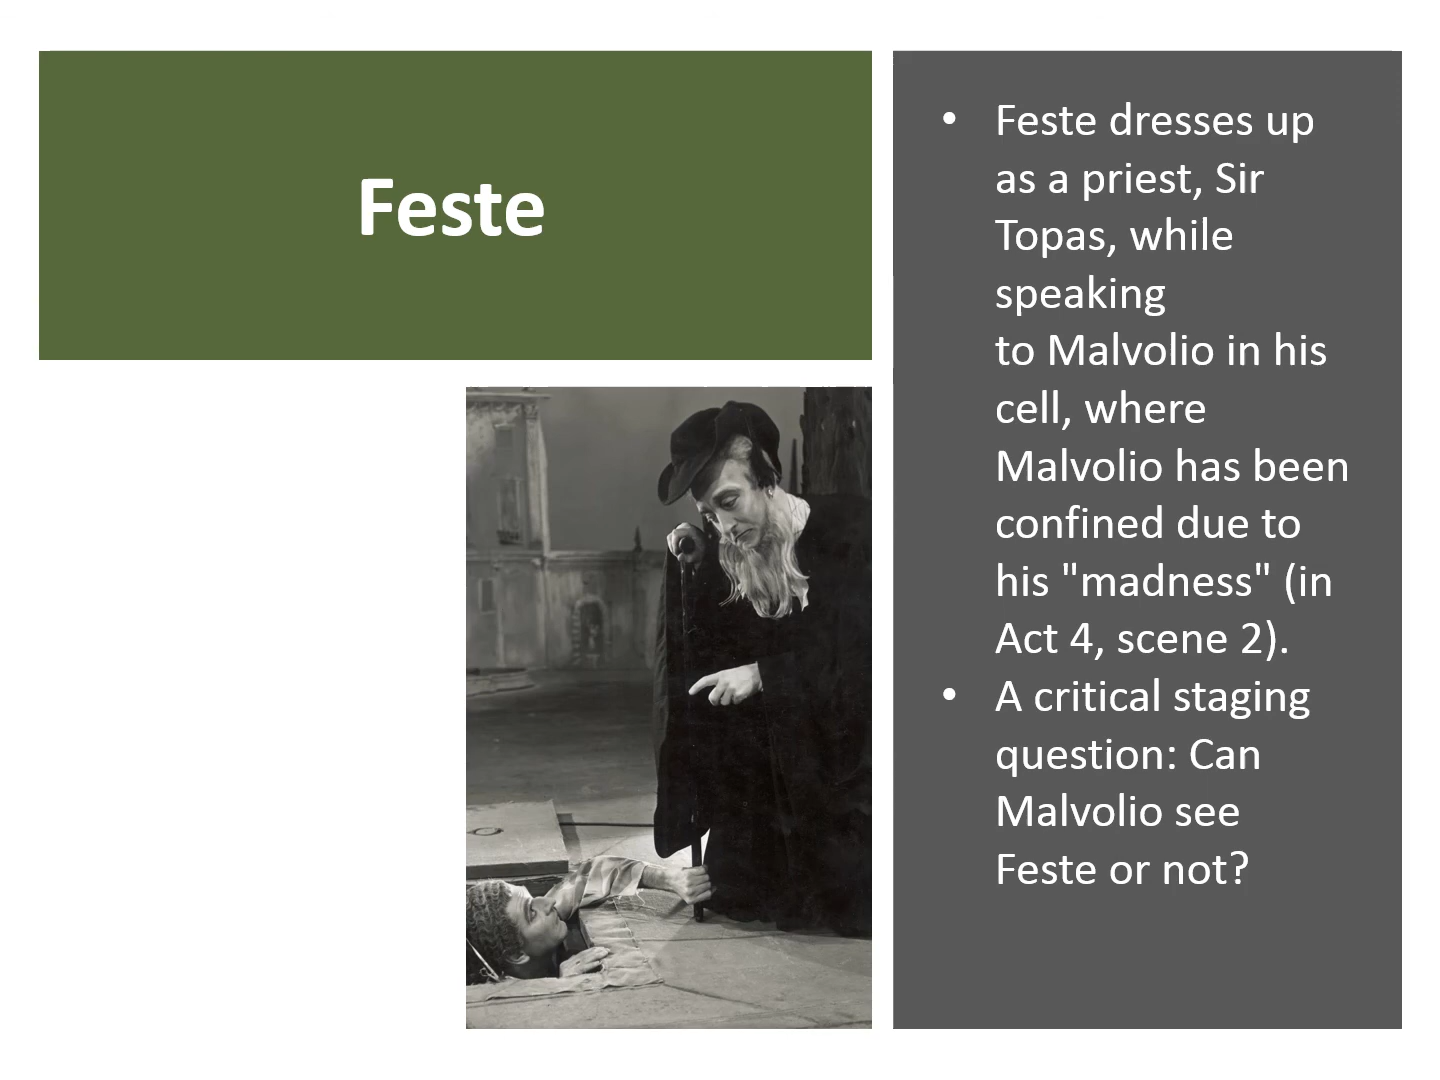 Feste
• Feste dresses up
as a priest, Sir
Topas, while
speaking
to Malvolio in his
cell, where
Malvolio has been
confined due to
his "madness" (in
Act 4, scene 2).
• A critical staging
question: Can
Malvolio see
Feste or not?